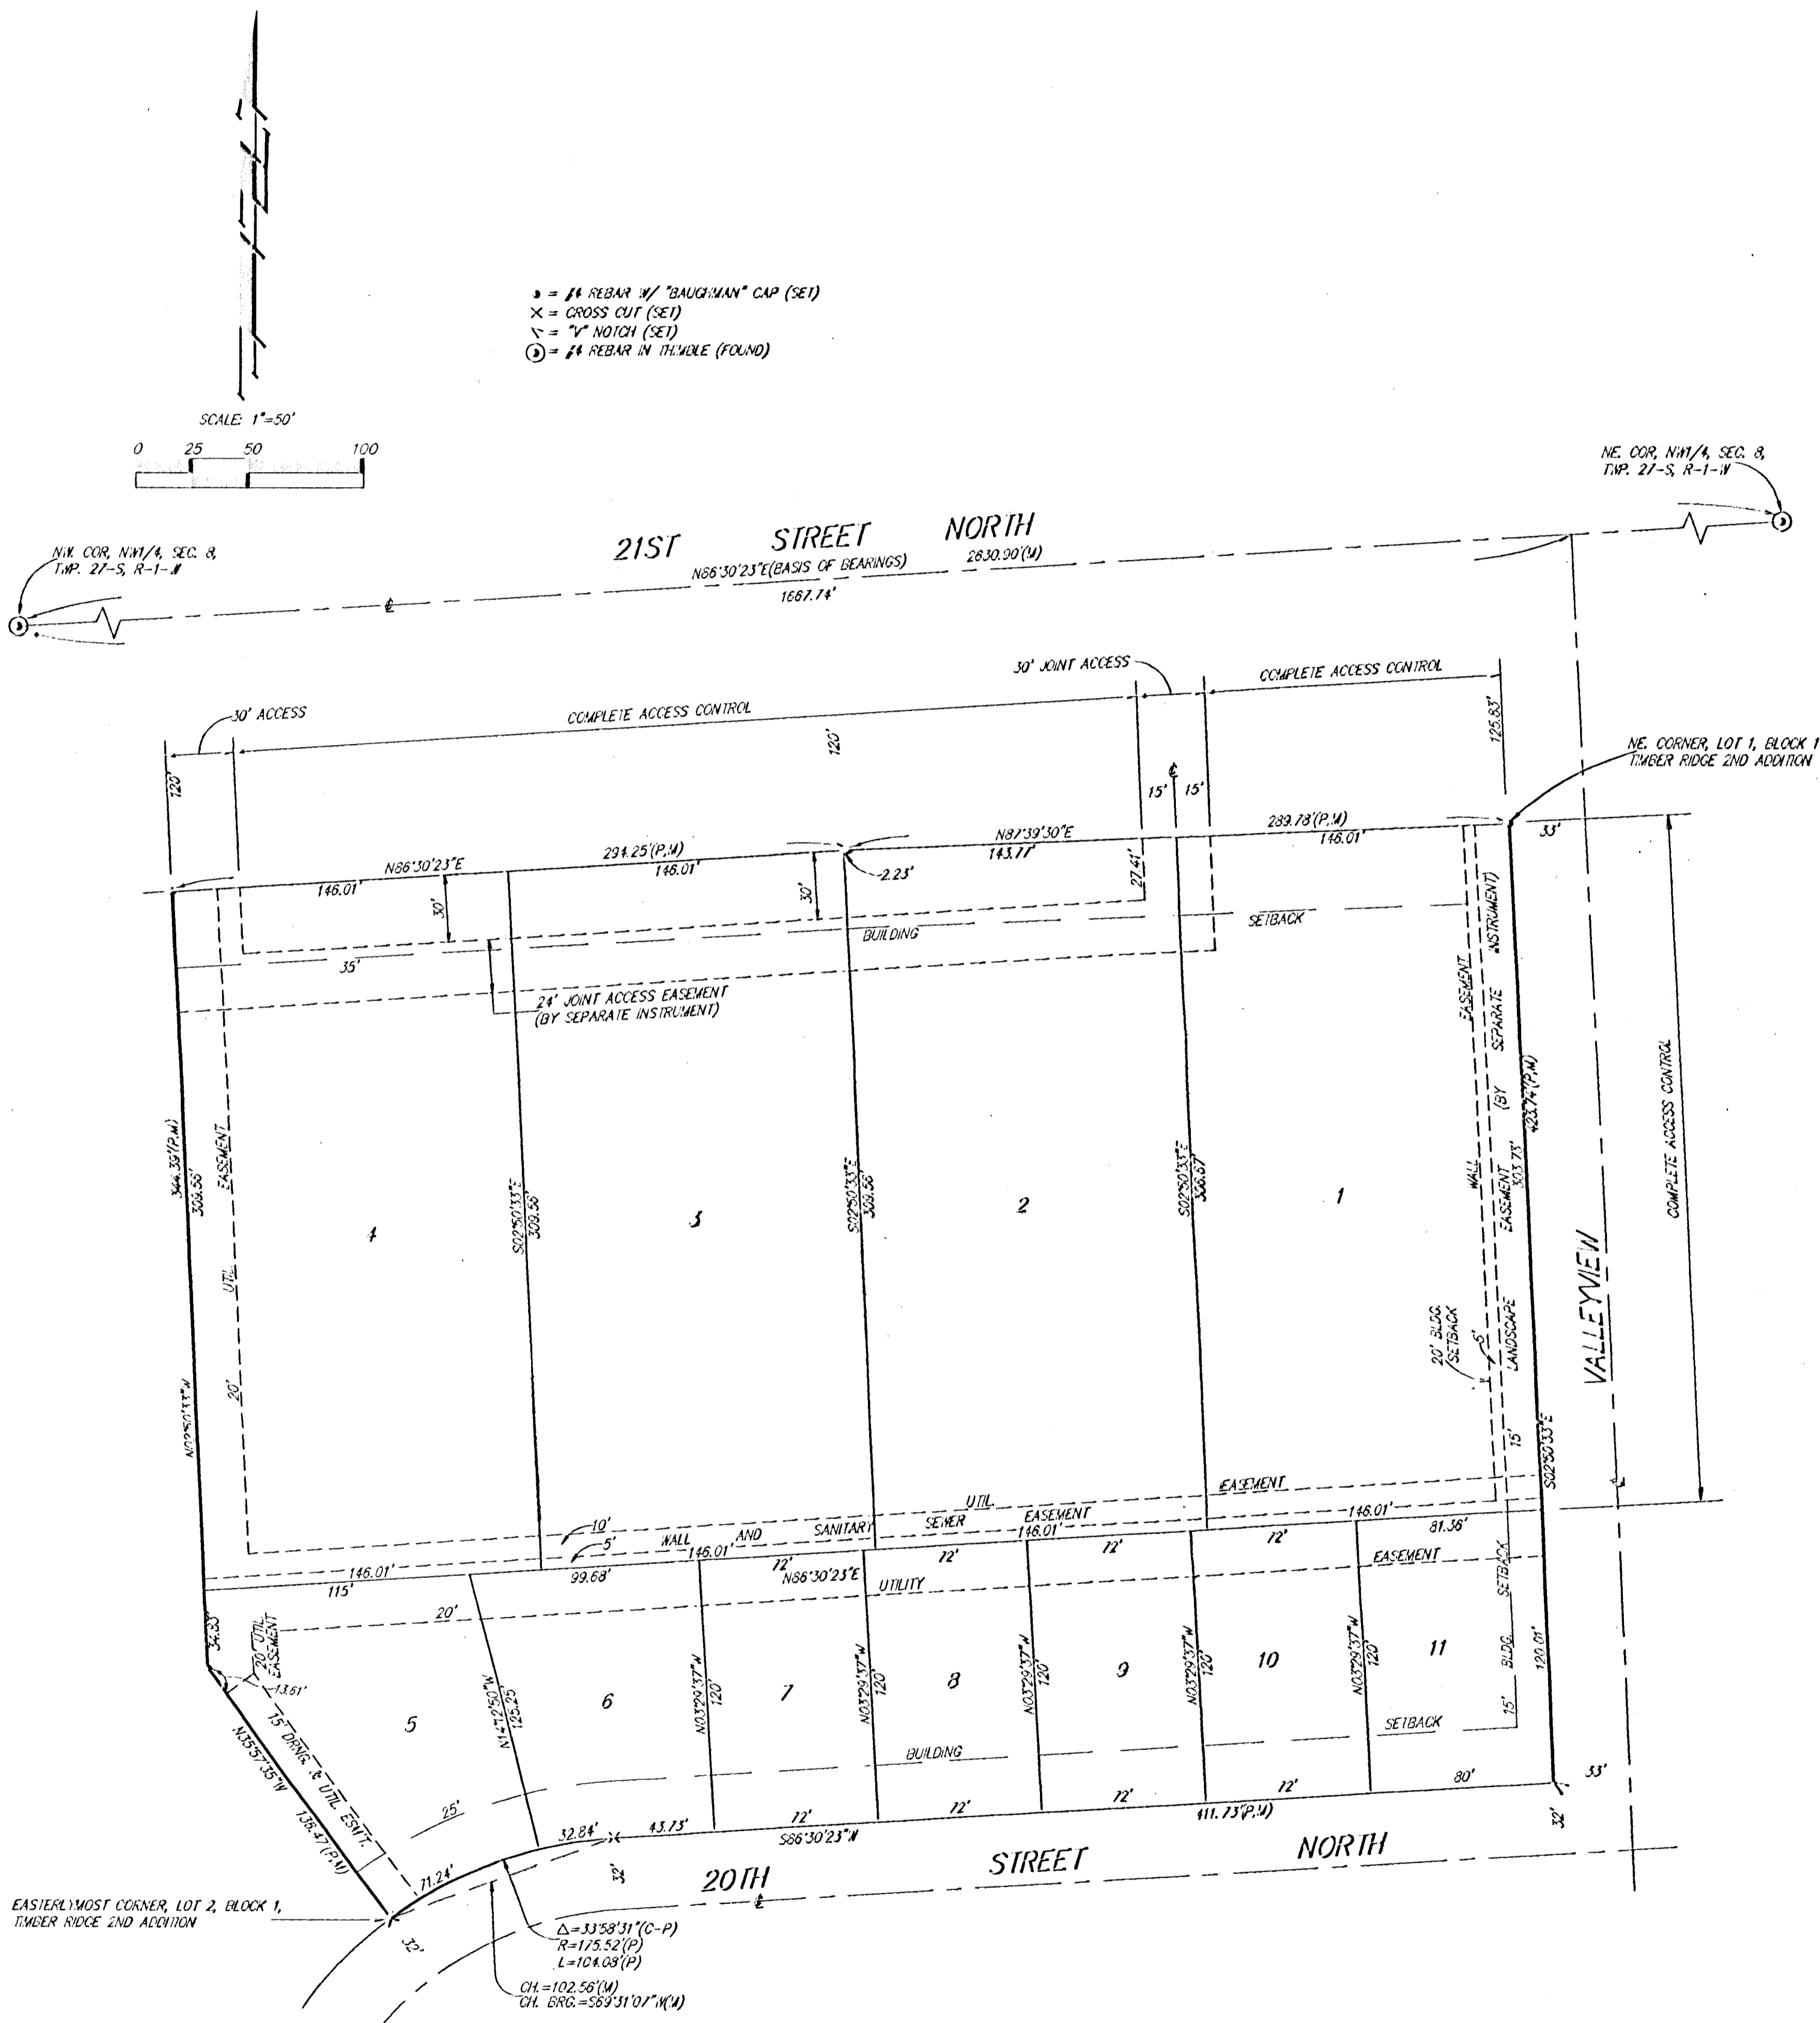 = #4 REBAR W/ "BAUGHMAN" CAP (SET)
X = CROSS CUT (SET)
= "V" NOTCH (SET)
= #4 REBAR IN THIMBLE (FOUND)
SCALE: 1"=50'
0 25 50 100
NE. COR, NW1/4, SEC. 8,
TWP. 27-S, R-1-W
NW. COR, NW1/4, SEC. 8,
TWP. 27-S, R-1-W
21ST STREET NORTH
N86°30'23"E(BASIS OF BEARINGS) 2630.90'(M)
1667.74'
30' JOINT ACCESS
COMPLETE ACCESS CONTROL
30' ACCESS
COMPLETE ACCESS CONTROL
120'
120'
125.83'
NE. CORNER, LOT 1, BLOCK 1
TIMBER RIDGE 2ND ADDITION
15' 15'
33'
N86°30'23"E
294.25'(P,M)
N87°39'30"E
289.78'(P,M)
146.01'
146.01'
2.23'
143.77'
146.01'
30'
30'
27.41'
35'
BUILDING SETBACK
24' JOINT ACCESS EASEMENT
(BY SEPARATE INSTRUMENT)
344.39'(P,M)
309.56'
N02°50'33"W
20' UTIL. EASEMENT
S02°50'33"E
309.56'
S02°50'33"E
309.56'
S02°50'33"E
306.67'
4
3
2
1
WALL EASEMENT
LANDSCAPE EASEMENT (BY SEPARATE INSTRUMENT)
15'
20' BLDG.
SETBACK
5'
423.74'(P,M)
303.73'
S02°50'33"E
COMPLETE ACCESS CONTROL
VALLEYVIEW
10'
UTIL. EASEMENT
5'
WALL AND SANITARY SEWER EASEMENT
146.01'
146.01'
146.01'
146.01'
115'
99.68'
72'
72'
72'
72'
81.36'
N86°30'23"E
20'
UTILITY EASEMENT
34.83'
20' UTIL.
EASEMENT
13.61'
15' DRNG. & UTIL. ESM'T.
N35°57'35"W
136.47'(P,M)
5
N14°12'50"W
125.25'
6
N03°29'37"W
120'
7
N03°29'37"W
120'
8
N03°29'37"W
120'
9
N03°29'37"W
120'
10
N03°29'37"W
120'
11
15' BLDG. SETBACK
120.01'
25'
BUILDING SETBACK
71.24'
32.84'
43.73'
72'
72'
72'
72'
80'
33'
S86°30'23"W
411.73'(P,M)
32'
32'
32'
20TH STREET NORTH
EASTERLYMOST CORNER, LOT 2, BLOCK 1,
TIMBER RIDGE 2ND ADDITION
Δ=33°58'31"(C-P)
R=175.52'(P)
L=104.08'(P)
CH.=102.56'(M)
CH. BRG.=S69°31'07"W(M)